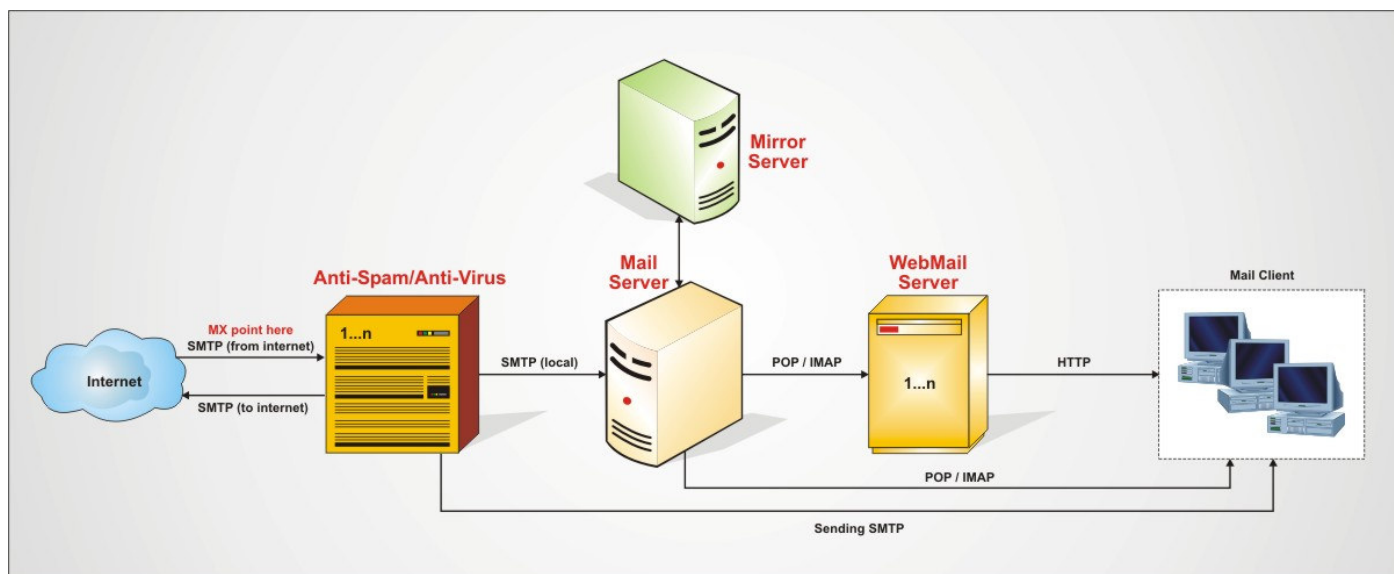 Mirror
Server
Anti-Spam/Anti-Virus
Mail
Server
WebMail
Server
Mail Client
MX point here
SMTP (from internet)
1...n
Internet
SMTP (local)
POP / IMAP
1...n
HTTP
SMTP (to internet)
POP / IMAP
Sending SMTP